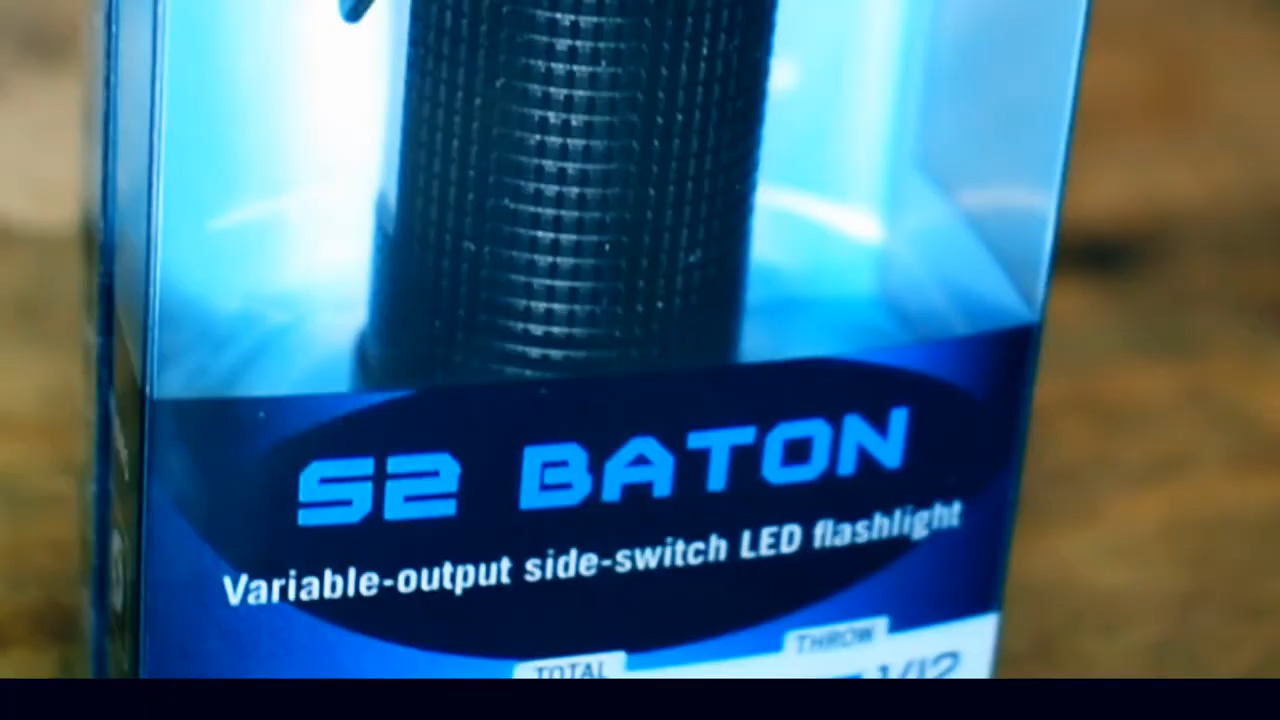 S2 BATON
Variable-output side-switch LED flashlight
THROW
TOTAL